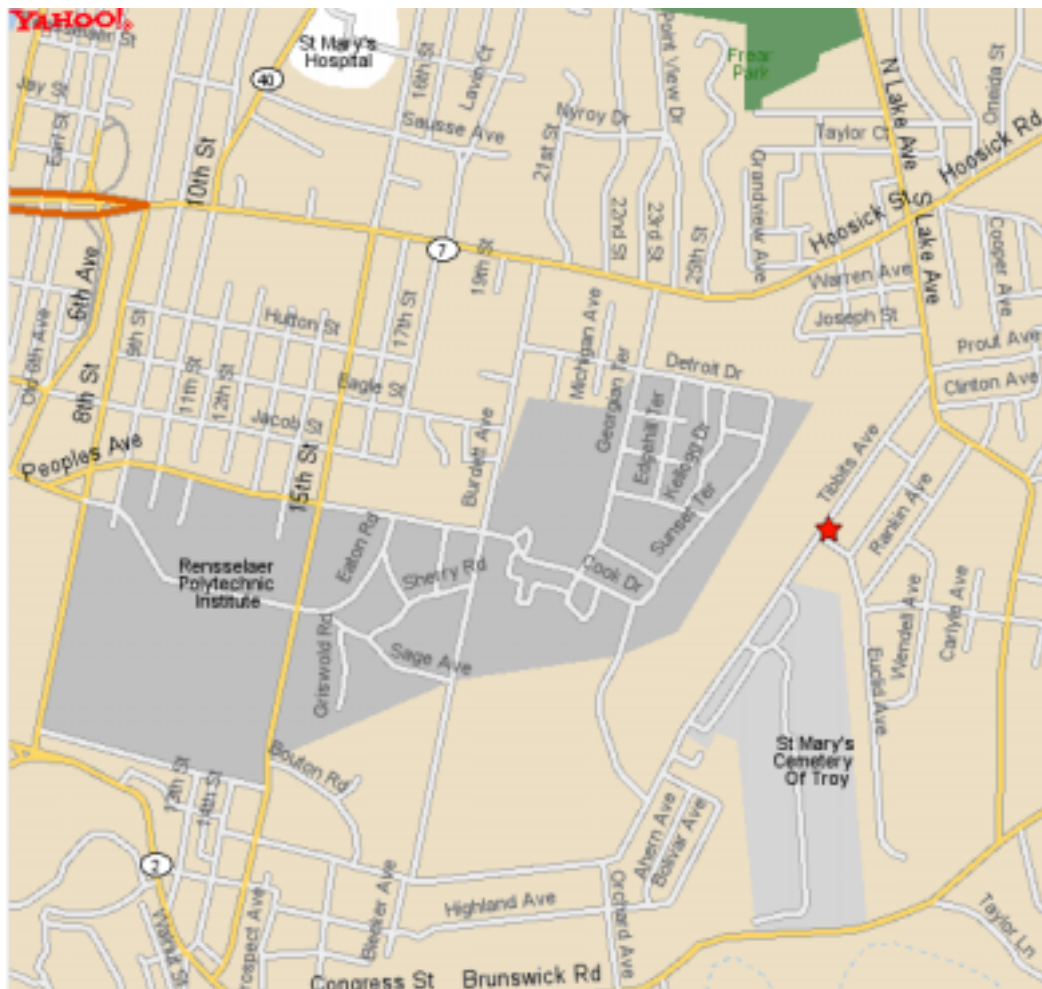 YAHOO!
St Mary's
Hospital
Frear
Park
Jay St
Earl St
40
10th St
16th St
Lavin Ct
Sausse Ave
21st St
Nyroy Dr
Point View Dr
22nd St
23rd St
25th St
Grandview Ave
Taylor Ct
N Lake Ave
Oneida St
Hoosick Rd
Hoosick St
S Lake Ave
Cooper Ave
Warren Ave
Joseph St
Prout Ave
Clinton Ave
7
19th St
6th Ave
Old 6th Ave
8th St
9th St
Hutton St
17th St
11th St
12th St
Eagle St
Jacob St
15th St
Peoples Ave
Burdett Ave
Michigan Ave
Georgian Ter
Detroit Dr
Edgehill Ter
Kellogg Dr
Sunset Ter
Cook Dr
Tibbits Ave
Rankin Ave
Wendell Ave
Carlyle Ave
Euclid Ave
Rensselaer
Polytechnic
Institute
Eaton Rd
Sherry Rd
Griswold Rd
Sage Ave
Bouton Rd
13th St
14th St
2
St Mary's
Cemetery
Of Troy
Ahern Ave
Bolivar Ave
Highland Ave
Orchard Ave
Bleeker Ave
Prospect Ave
Congress St
Brunswick Rd
Taylor Ln